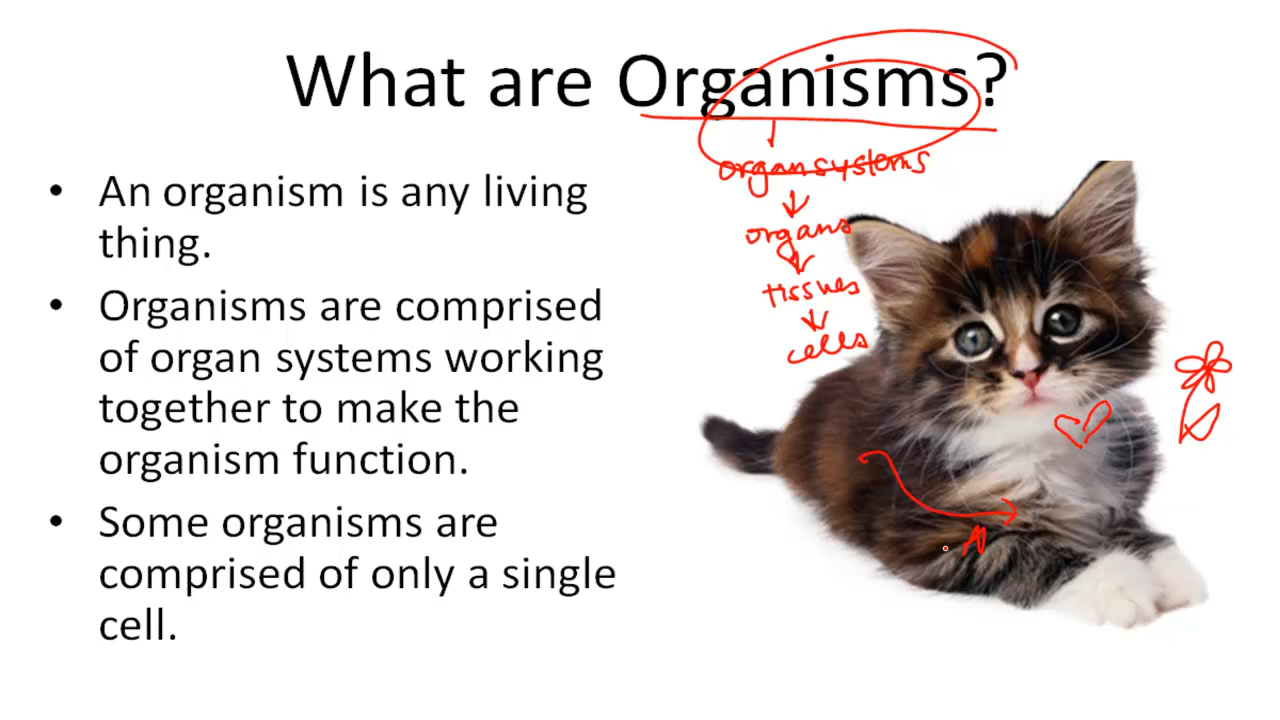 What are Organisms?
• An organism is any living
thing.
• Organisms are comprised
of organ systems working
together to make the
organism function.
• Some organisms are
comprised of only a single
cell.
organ systems
organs
tissues
cells